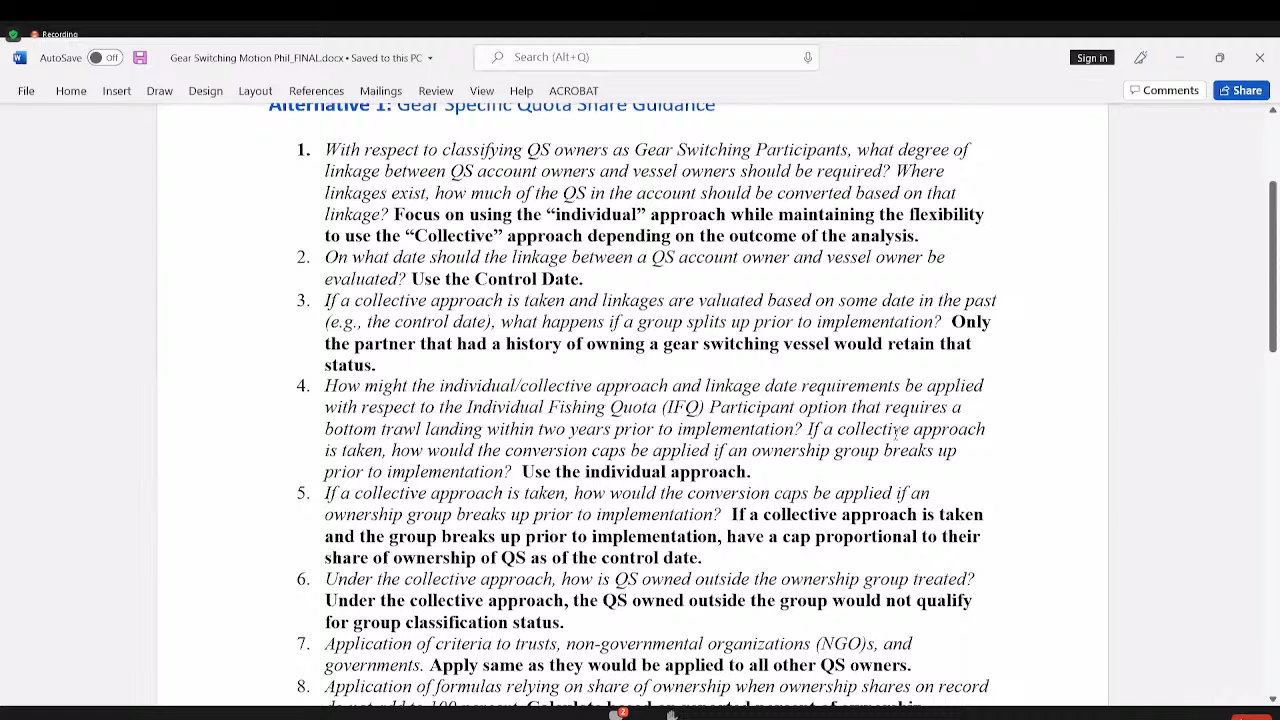 Recording
AutoSave Off Gear Switching Motion Phil_FINAL.docx • Saved to this PC Search (Alt+Q) Sign in
File Home Insert Draw Design Layout References Mailings Review View Help ACROBAT Comments Share
Alternative 1: Gear Specific Quota Share Guidance
1. With respect to classifying QS owners as Gear Switching Participants, what degree of
linkage between QS account owners and vessel owners should be required? Where
linkages exist, how much of the QS in the account should be converted based on that
linkage? Focus on using the “individual” approach while maintaining the flexibility
to use the “Collective” approach depending on the outcome of the analysis.
2. On what date should the linkage between a QS account owner and vessel owner be
evaluated? Use the Control Date.
3. If a collective approach is taken and linkages are valuated based on some date in the past
(e.g., the control date), what happens if a group splits up prior to implementation? Only
the partner that had a history of owning a gear switching vessel would retain that
status.
4. How might the individual/collective approach and linkage date requirements be applied
with respect to the Individual Fishing Quota (IFQ) Participant option that requires a
bottom trawl landing within two years prior to implementation? If a collective approach
is taken, how would the conversion caps be applied if an ownership group breaks up
prior to implementation? Use the individual approach.
5. If a collective approach is taken, how would the conversion caps be applied if an
ownership group breaks up prior to implementation? If a collective approach is taken
and the group breaks up prior to implementation, have a cap proportional to their
share of ownership of QS as of the control date.
6. Under the collective approach, how is QS owned outside the ownership group treated?
Under the collective approach, the QS owned outside the group would not qualify
for group classification status.
7. Application of criteria to trusts, non-governmental organizations (NGO)s, and
governments. Apply same as they would be applied to all other QS owners.
8. Application of formulas relying on share of ownership when ownership shares on record
do not add to 100 percent. Calculate based on reported percent of ownership.
2